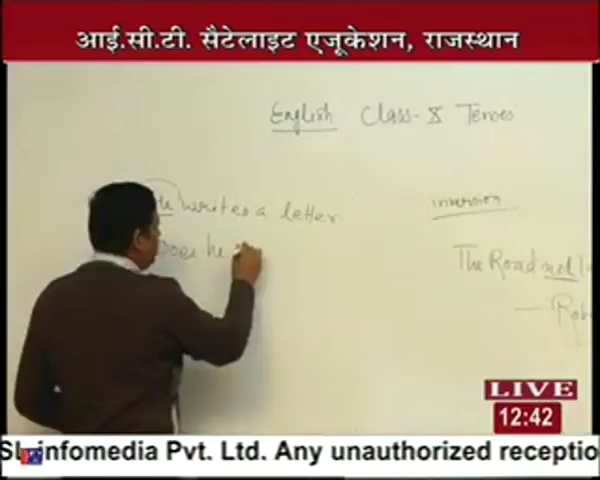 आई.सी.टी. सैटेलाइट एजूकेशन, राजस्थान
English Class-X Tenses
writes a letter
Does he
inversion
The Road not
LIVE
12:42
infomedia Pvt. Ltd. Any unauthorized receptio